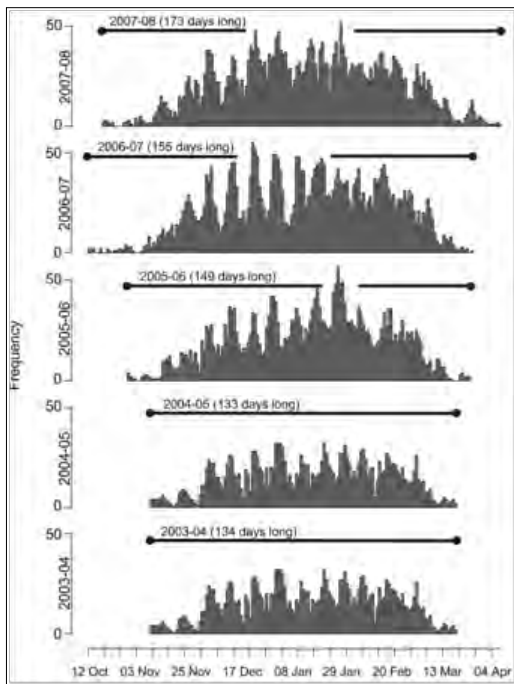 2007-08 (173 days long)
50
2007-08
0
2006-07 (155 days long)
50
2006-07
0
2005-06 (149 days long)
50
2005-06
0
Frequency
2004-05 (133 days long)
50
2004-05
0
2003-04 (134 days long)
50
2003-04
0
12 Oct 03 Nov 25 Nov 17 Dec 08 Jan 29 Jan 20 Feb 13 Mar 04 Apr